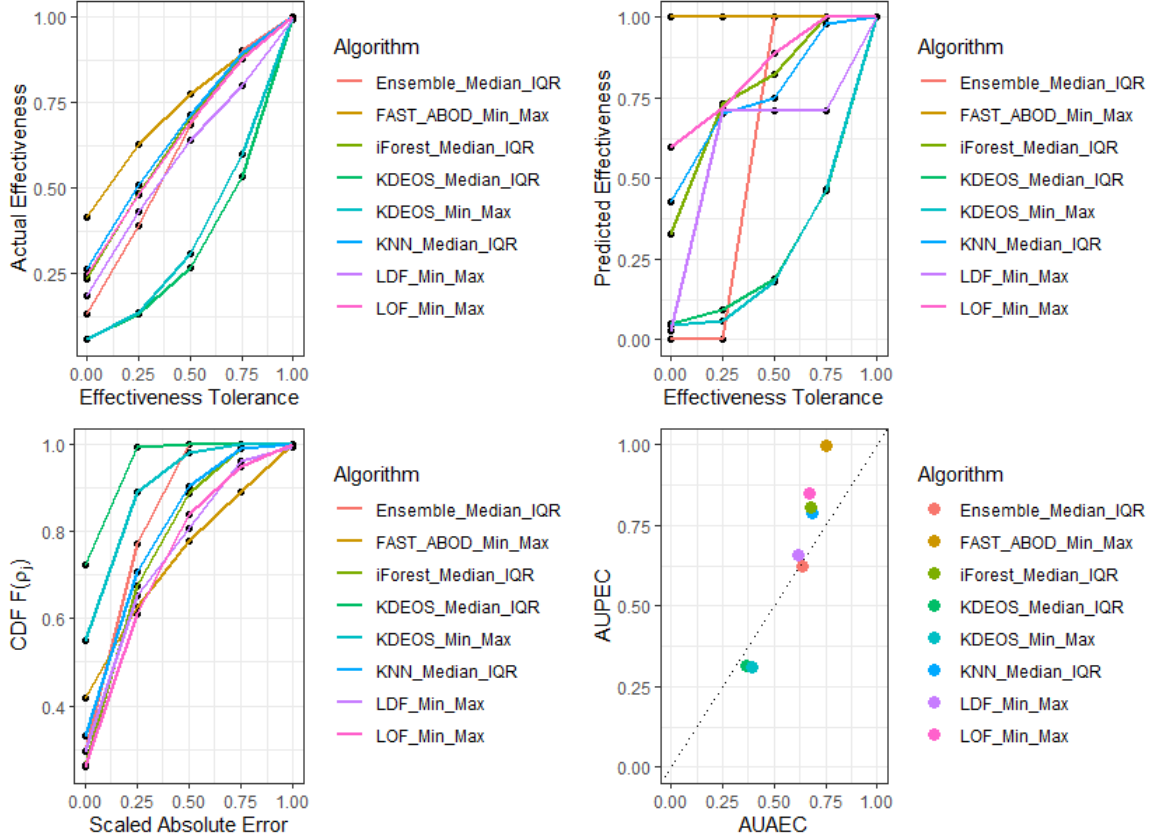 Actual Effectiveness
1.00
0.75
0.50
0.25
0.00 0.25 0.50 0.75 1.00
Effectiveness Tolerance
Algorithm
Ensemble_Median_IQR
FAST_ABOD_Min_Max
iForest_Median_IQR
KDEOS_Median_IQR
KDEOS_Min_Max
KNN_Median_IQR
LDF_Min_Max
LOF_Min_Max
Predicted Effectiveness
1.00
0.75
0.50
0.25
0.00
0.00 0.25 0.50 0.75 1.00
Effectiveness Tolerance
Algorithm
Ensemble_Median_IQR
FAST_ABOD_Min_Max
iForest_Median_IQR
KDEOS_Median_IQR
KDEOS_Min_Max
KNN_Median_IQR
LDF_Min_Max
LOF_Min_Max
CDF F(ρj)
1.0
0.8
0.6
0.4
0.00 0.25 0.50 0.75 1.00
Scaled Absolute Error
Algorithm
Ensemble_Median_IQR
FAST_ABOD_Min_Max
iForest_Median_IQR
KDEOS_Median_IQR
KDEOS_Min_Max
KNN_Median_IQR
LDF_Min_Max
LOF_Min_Max
AUPEC
1.00
0.75
0.50
0.25
0.00
0.00 0.25 0.50 0.75 1.00
AUAEC
Algorithm
Ensemble_Median_IQR
FAST_ABOD_Min_Max
iForest_Median_IQR
KDEOS_Median_IQR
KDEOS_Min_Max
KNN_Median_IQR
LDF_Min_Max
LOF_Min_Max